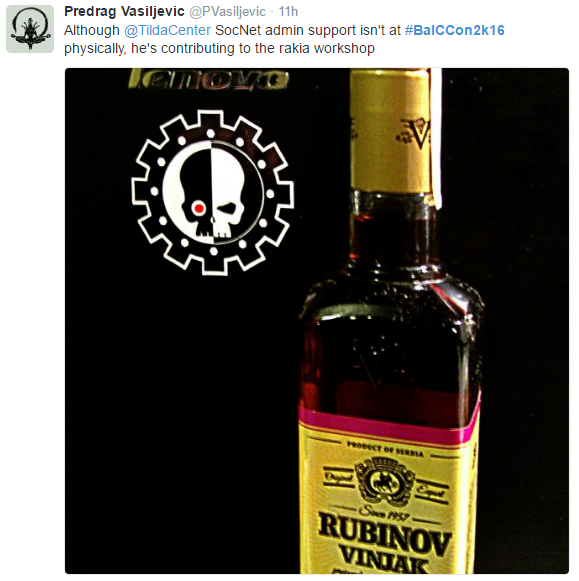 Predrag Vasiljevic @PVasiljevic · 11h
Although @TildaCenter SocNet admin support isn't at #BalCCon2k16
physically, he's contributing to the rakia workshop
lenovo
V
PRODUCT OF SERBIA
Original Export
Since 1957
RUBINOV
VINJAK